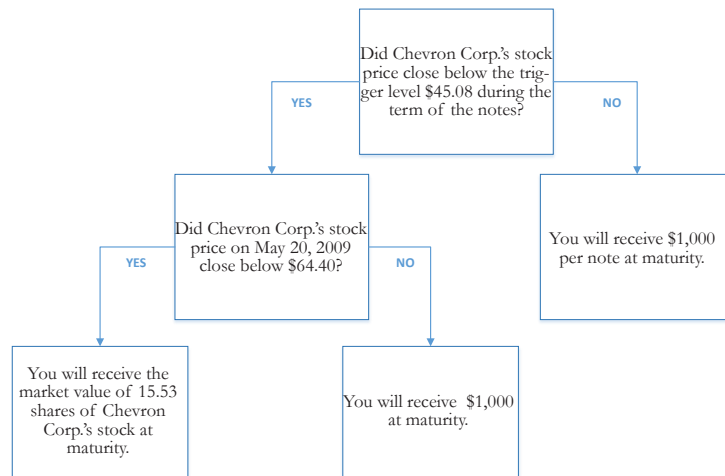 Did Chevron Corp.'s stock
price close below the trig-
ger level $45.08 during the
term of the notes?
YES
NO
Did Chevron Corp.'s stock
price on May 20, 2009
close below $64.40?
You will receive $1,000
per note at maturity.
YES
NO
You will receive the
market value of 15.53
shares of Chevron
Corp.'s stock at
maturity.
You will receive $1,000
at maturity.